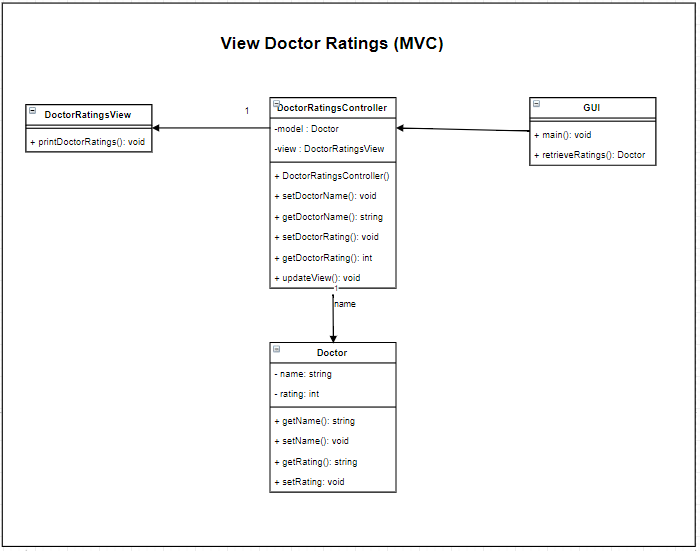 View Doctor Ratings (MVC)
DoctorRatingsView
+ printDoctorRatings(): void
1
DoctorRatingsController
-model : Doctor
-view : DoctorRatingsView
+ DoctorRatingsController()
+ setDoctorName(): void
+ getDoctorName(): string
+ setDoctorRating(): void
+ getDoctorRating(): int
+ updateView(): void
1
name
GUI
+ main(): void
+ retrieveRatings(): Doctor
Doctor
- name: string
- rating: int
+ getName(): string
+ setName(): void
+ getRating(): string
+ setRating: void